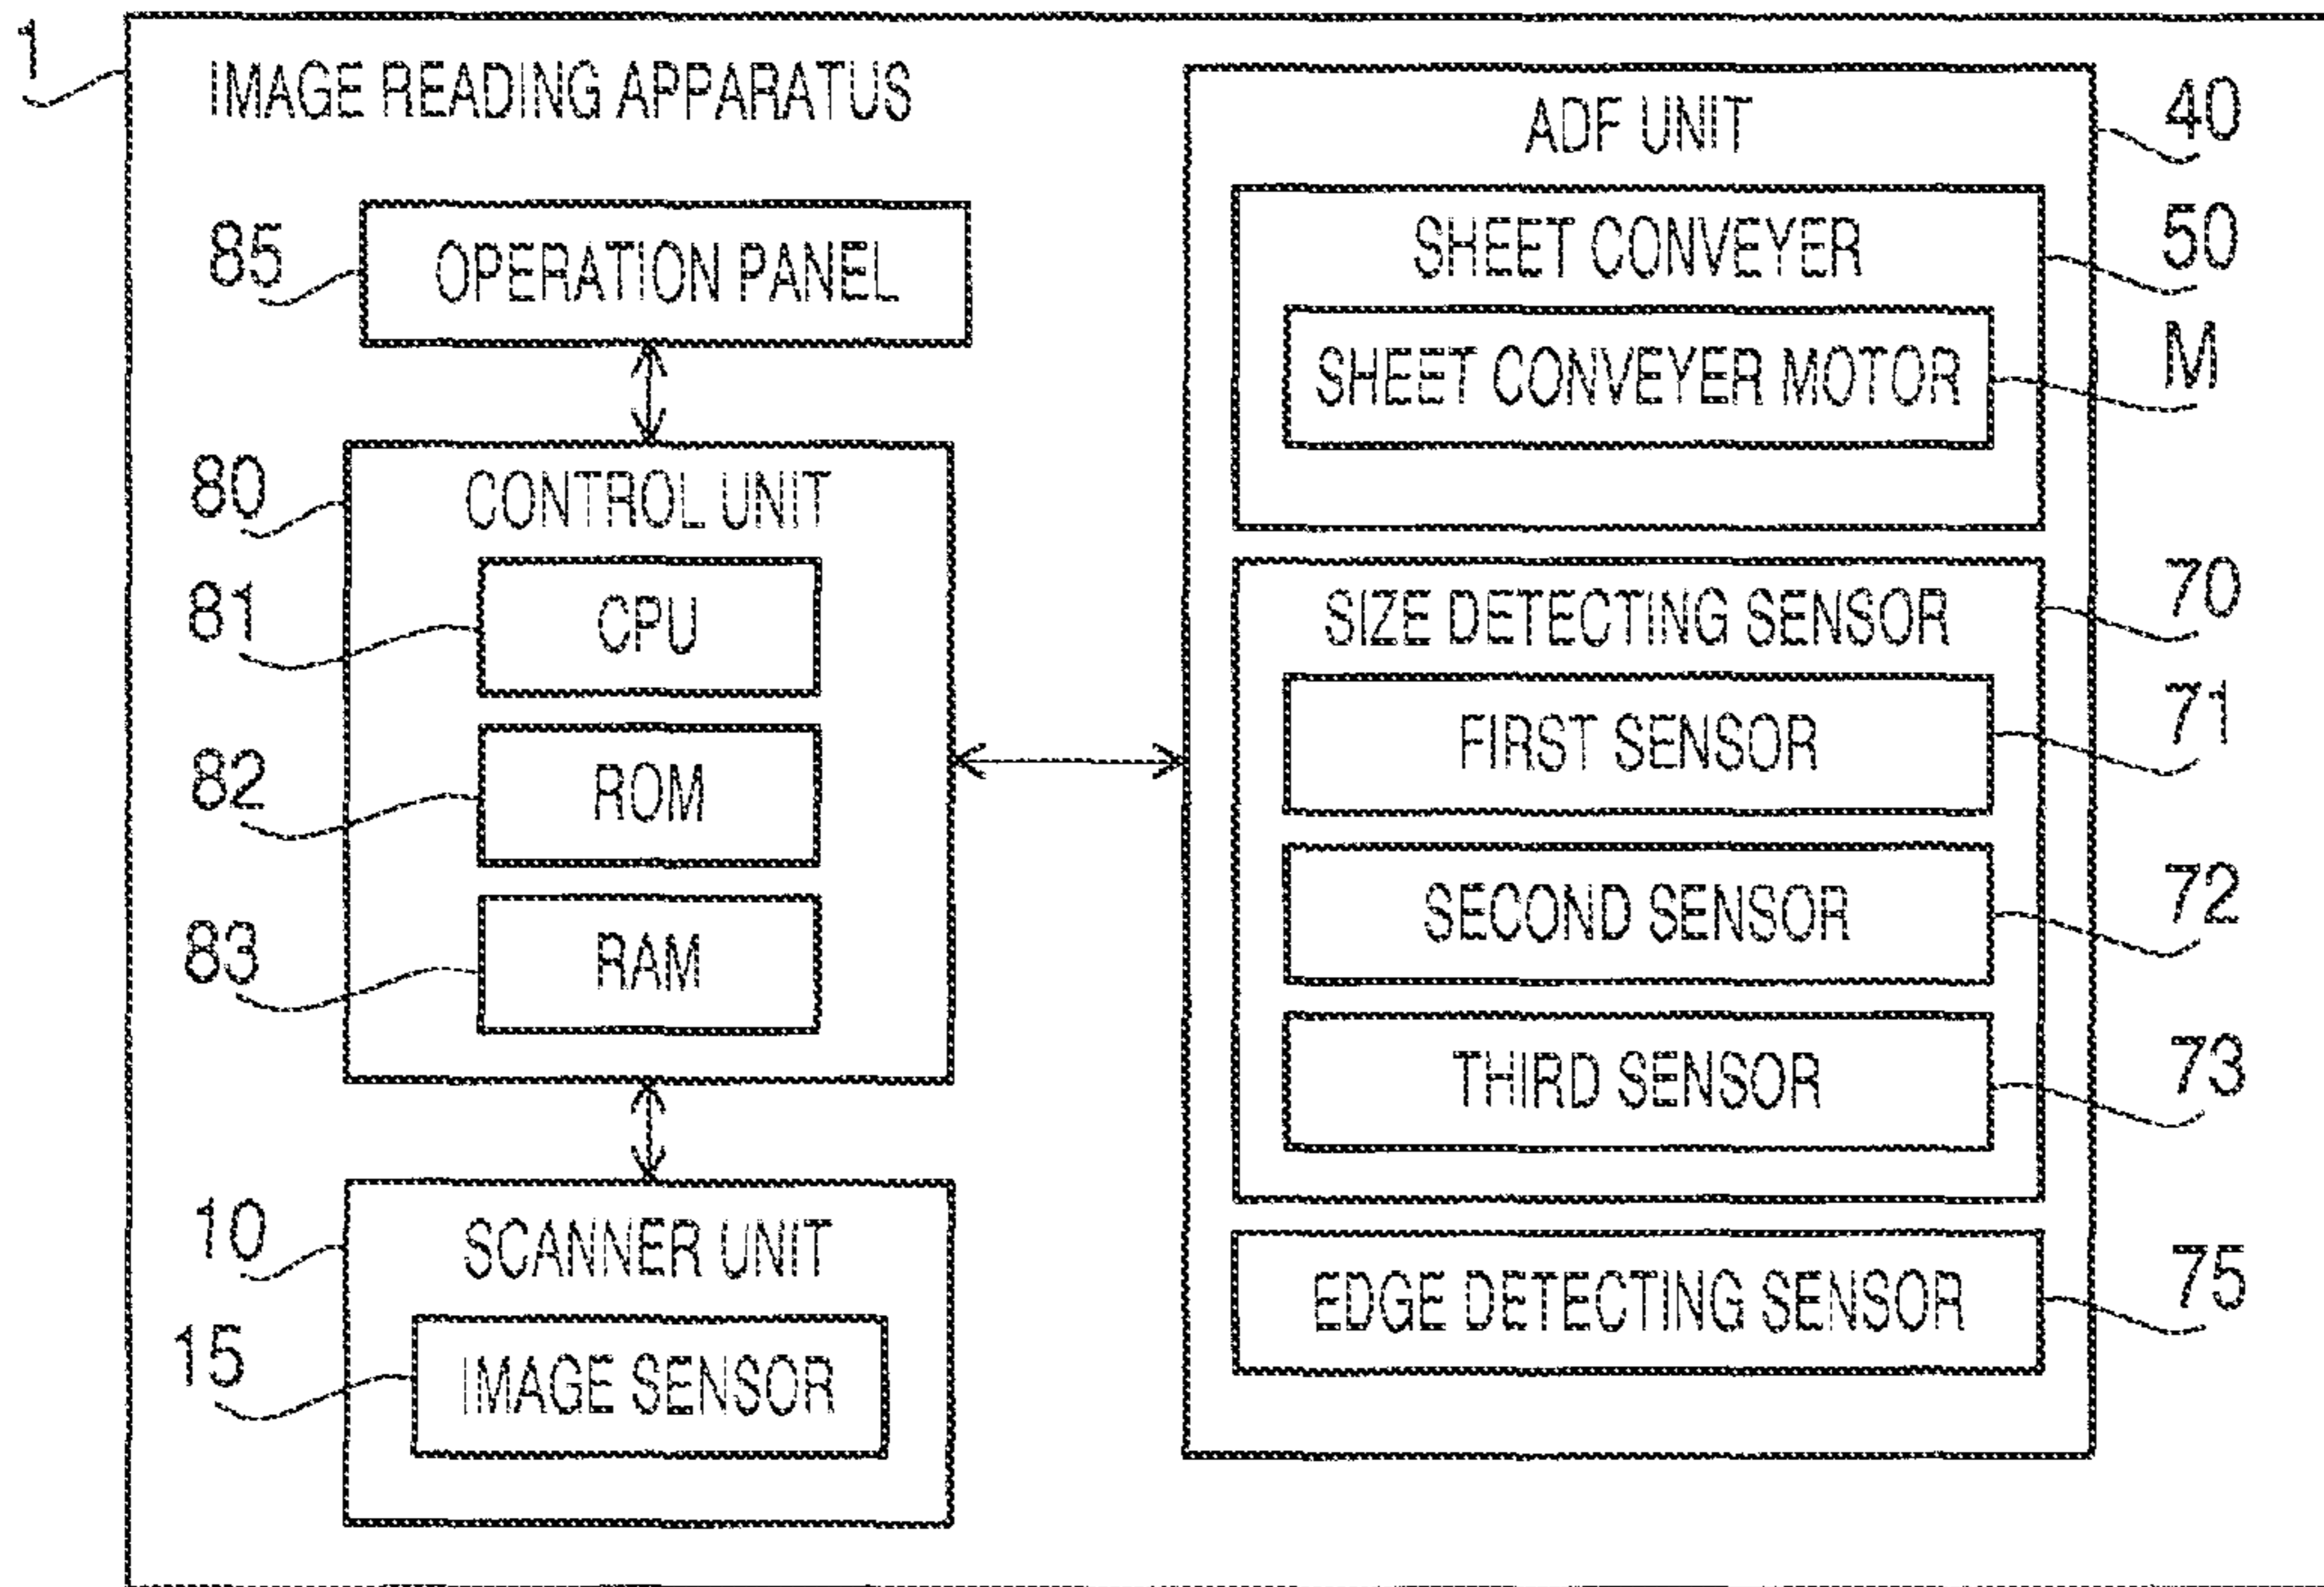 1
IMAGE READING APPARATUS
85
OPERATION PANEL
80
CONTROL UNIT
81
CPU
82
ROM
83
RAM
10
SCANNER UNIT
15
IMAGE SENSOR
ADF UNIT
40
SHEET CONVEYER
50
SHEET CONVEYER MOTOR
M
SIZE DETECTING SENSOR
70
FIRST SENSOR
71
SECOND SENSOR
72
THIRD SENSOR
73
EDGE DETECTING SENSOR
75